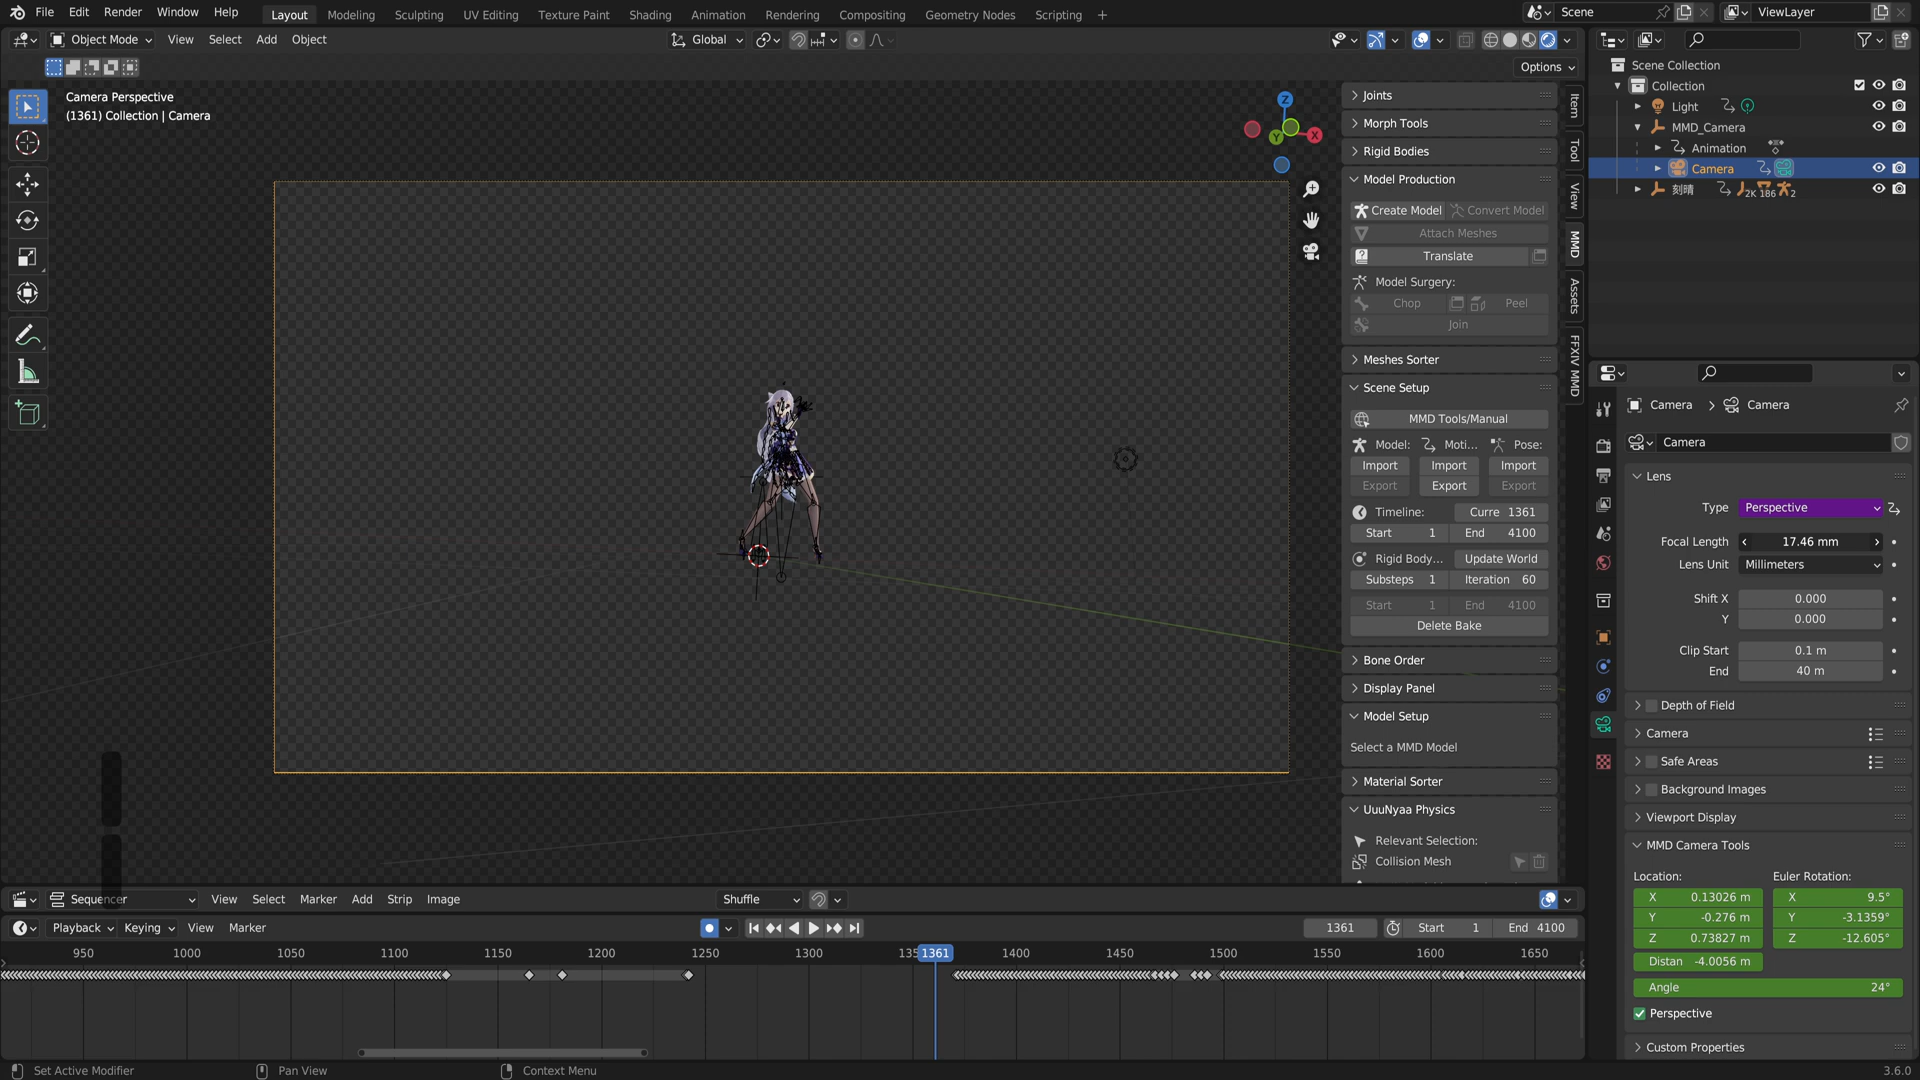 File Edit Render Window Help Layout Modeling Sculpting UV Editing Texture Paint Shading Animation Rendering Compositing Geometry Nodes Scripting + Scene ViewLayer
Object Mode View Select Add Object Global
Options
Camera Perspective
(1361) Collection | Camera
Z
Y
X
Joints
Morph Tools
Rigid Bodies
Model Production
Create Model Convert Model
Attach Meshes
Translate
Model Surgery:
Chop Peel
Join
Meshes Sorter
Scene Setup
MMD Tools/Manual
Model: Moti... Pose:
Import Import Import
Export Export Export
Timeline: Curre 1361
Start 1 End 4100
Rigid Body... Update World
Substeps 1 Iteration 60
Start 1 End 4100
Delete Bake
Bone Order
Display Panel
Model Setup
Select a MMD Model
Material Sorter
UuuNyaa Physics
Relevant Selection:
Collision Mesh
Item
Tool
View
MMD
Assets
FFXIV MMD
Scene Collection
Collection
Light
MMD_Camera
Animation
Camera
刻晴 2K 186 2
Camera > Camera
Camera
Lens
Type Perspective
Focal Length 17.46 mm
Lens Unit Millimeters
Shift X 0.000
Y 0.000
Clip Start 0.1 m
End 40 m
Depth of Field
Camera
Safe Areas
Background Images
Viewport Display
MMD Camera Tools
Location: Euler Rotation:
X 0.13026 m X 9.5°
Y -0.276 m Y -3.1359°
Z 0.73827 m Z -12.605°
Distan -4.0056 m
Angle 24°
Perspective
Custom Properties
Sequencer View Select Marker Add Strip Image Shuffle
Playback Keying View Marker 1361 Start 1 End 4100
950 1000 1050 1100 1150 1200 1250 1300 135 1361 1400 1450 1500 1550 1600 1650
Set Active Modifier Pan View Context Menu 3.6.0